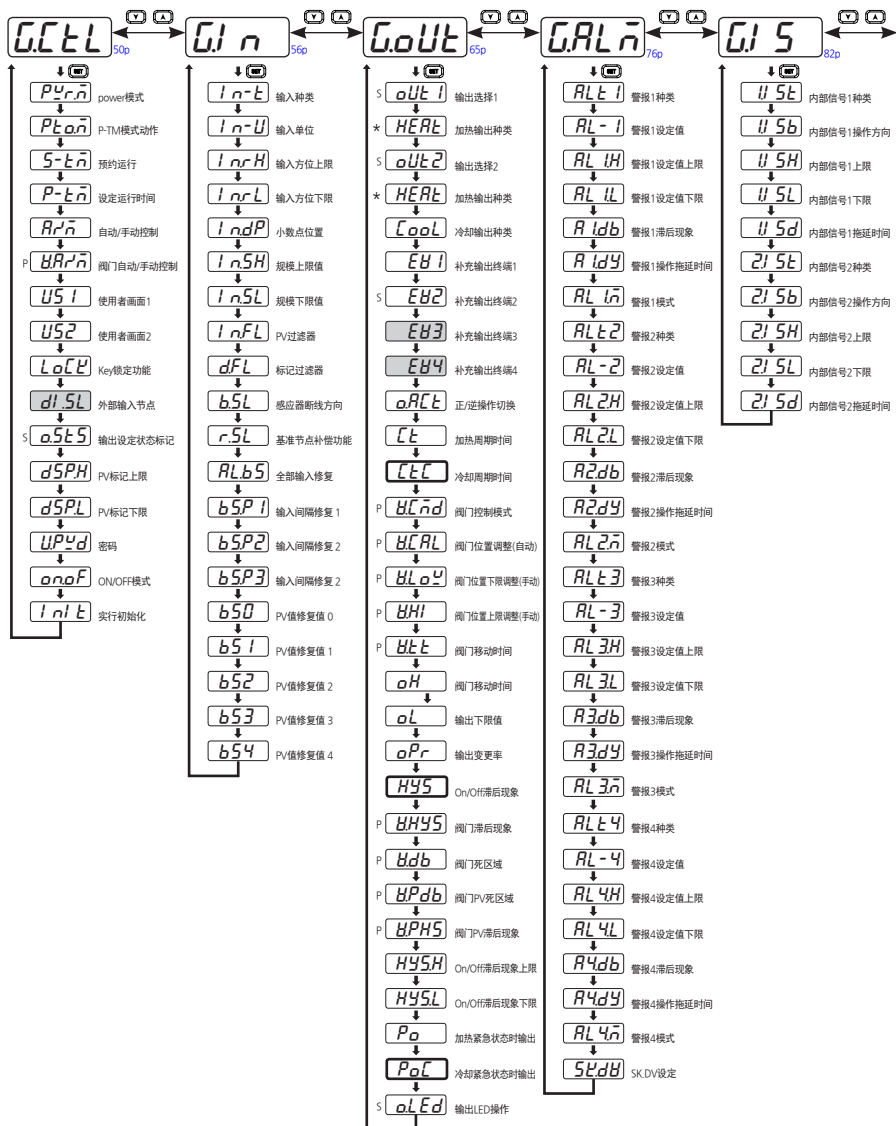 G.CtL
50p
G.In
56p
G.oUt
65p
G.ALM
76p
G.IS
82p
SET
PWr.M power模式
Pto.M P-TM模式动作
S-tM 预约运行
P-tM 设定运行时间
A/M 自动/手动控制
P V.A/M 阀门自动/手动控制
US1 使用者画面1
US2 使用者画面2
LoCK Key锁定功能
dI.SL 外部输入节点
S o.StS 输出设定状态标记
dSP.H PV标记上限
dSP.L PV标记下限
U.PWd 密码
on.oF ON/OFF模式
InIt 实行初始化
SET
In-t 输入种类
In-U 输入单位
In.rH 输入方位上限
In.rL 输入方位下限
In.dP 小数点位置
In.SH 规模上限值
In.SL 规模下限值
In.FL PV过滤器
d.FL 标记过滤器
b.SL 感应器断线方向
r.SL 基准节点补偿功能
AL.bS 全部输入修复
bS.P1 输入间隔修复 1
bS.P2 输入间隔修复 2
bS.P3 输入间隔修复 2
bS0 PV值修复值 0
bS1 PV值修复值 1
bS2 PV值修复值 2
bS3 PV值修复值 3
bS4 PV值修复值 4
SET
S oUt1 输出选择1
* HEAt 加热输出种类
S oUt2 输出选择2
* HEAt 加热输出种类
CooL 冷却输出种类
EV1 补充输出终端1
S EV2 补充输出终端2
EV3 补充输出终端3
EV4 补充输出终端4
o.ACt 正/逆操作切换
Ct 加热周期时间
CtC 冷却周期时间
P V.CMd 阀门控制模式
P V.CAL 阀门位置调整(自动)
P V.LoW 阀门位置下限调整(手动)
P V.HI 阀门位置上限调整(手动)
P V.tt 阀门移动时间
oH 阀门移动时间
oL 输出下限值
oPr 输出变更率
HYS On/Off滞后现象
P V.HYS 阀门滞后现象
P V.db 阀门死区域
P V.Pdb 阀门PV死区域
P V.PHS 阀门PV滞后现象
HYS.H On/Off滞后现象上限
HYS.L On/Off滞后现象下限
Po 加热紧急状态时输出
PoC 冷却紧急状态时输出
S o.LEd 输出LED操作
SET
ALt1 警报1种类
AL-1 警报1设定值
AL1.H 警报1设定值上限
AL1.L 警报1设定值下限
A1.db 警报1滞后现象
A1.dY 警报1操作拖延时间
AL1.M 警报1模式
ALt2 警报2种类
AL-2 警报2设定值
AL2.H 警报2设定值上限
AL2.L 警报2设定值下限
A2.db 警报2滞后现象
A2.dY 警报2操作拖延时间
AL2.M 警报2模式
ALt3 警报3种类
AL-3 警报3设定值
AL3.H 警报3设定值上限
AL3.L 警报3设定值下限
A3.db 警报3滞后现象
A3.dY 警报3操作拖延时间
AL3.M 警报3模式
ALt4 警报4种类
AL-4 警报4设定值
AL4.H 警报4设定值上限
AL4.L 警报4设定值下限
A4.db 警报4滞后现象
A4.dY 警报4操作拖延时间
AL4.M 警报4模式
SK.dV SK.DV设定
SET
1.ISt 内部信号1种类
1.ISb 内部信号1操作方向
1.ISH 内部信号1上限
1.ISL 内部信号1下限
1.ISd 内部信号1拖延时间
2.ISt 内部信号2种类
2.ISb 内部信号2操作方向
2.ISH 内部信号2上限
2.ISL 内部信号2下限
2.ISd 内部信号2拖延时间